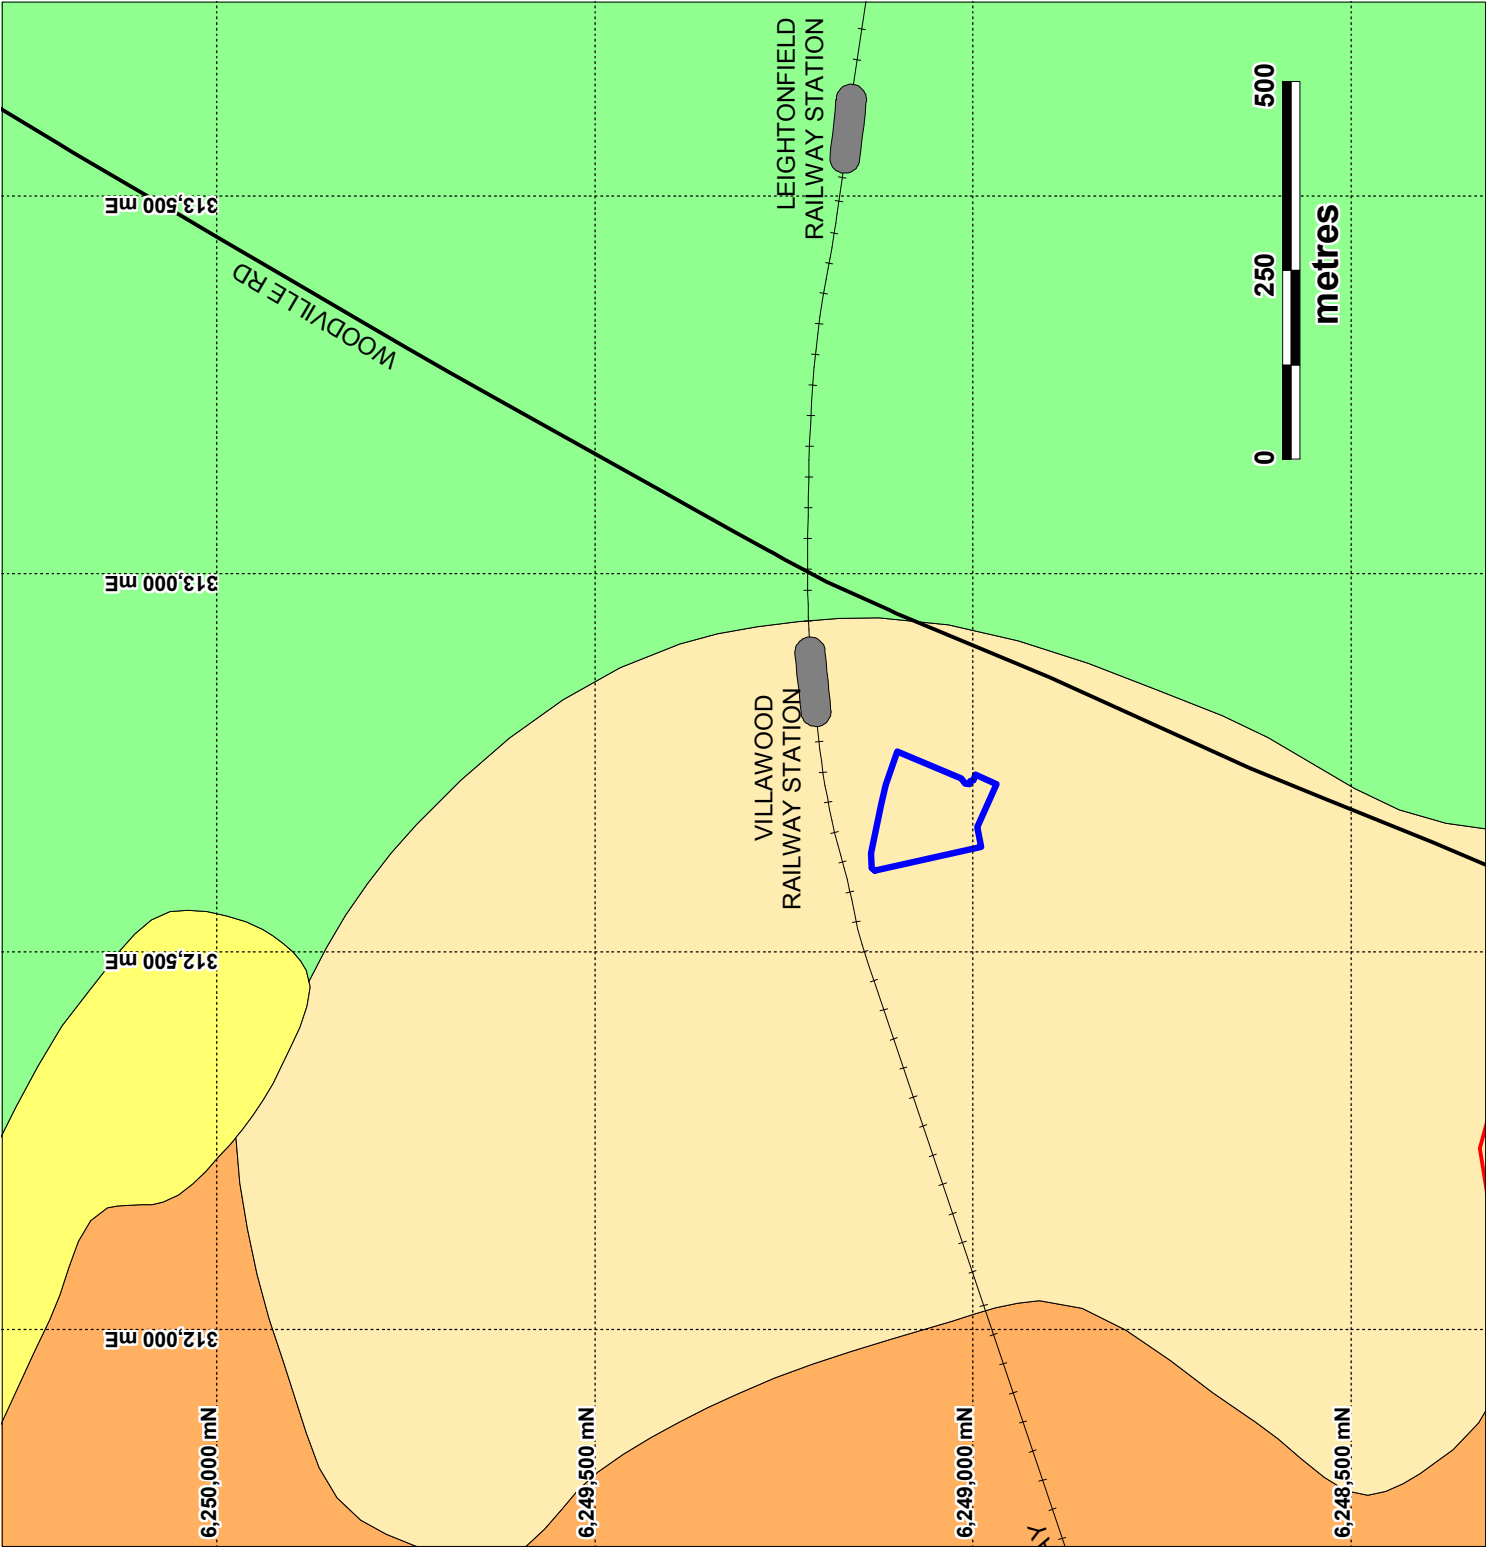 LEIGHTONFIELD
RAILWAY STATION
WOODVILLE RD
VILLAWOOD
RAILWAY STATION
313,500 mE
313,000 mE
312,500 mE
312,000 mE
6,250,000 mN
6,249,500 mN
6,249,000 mN
6,248,500 mN
0
250
500
metres